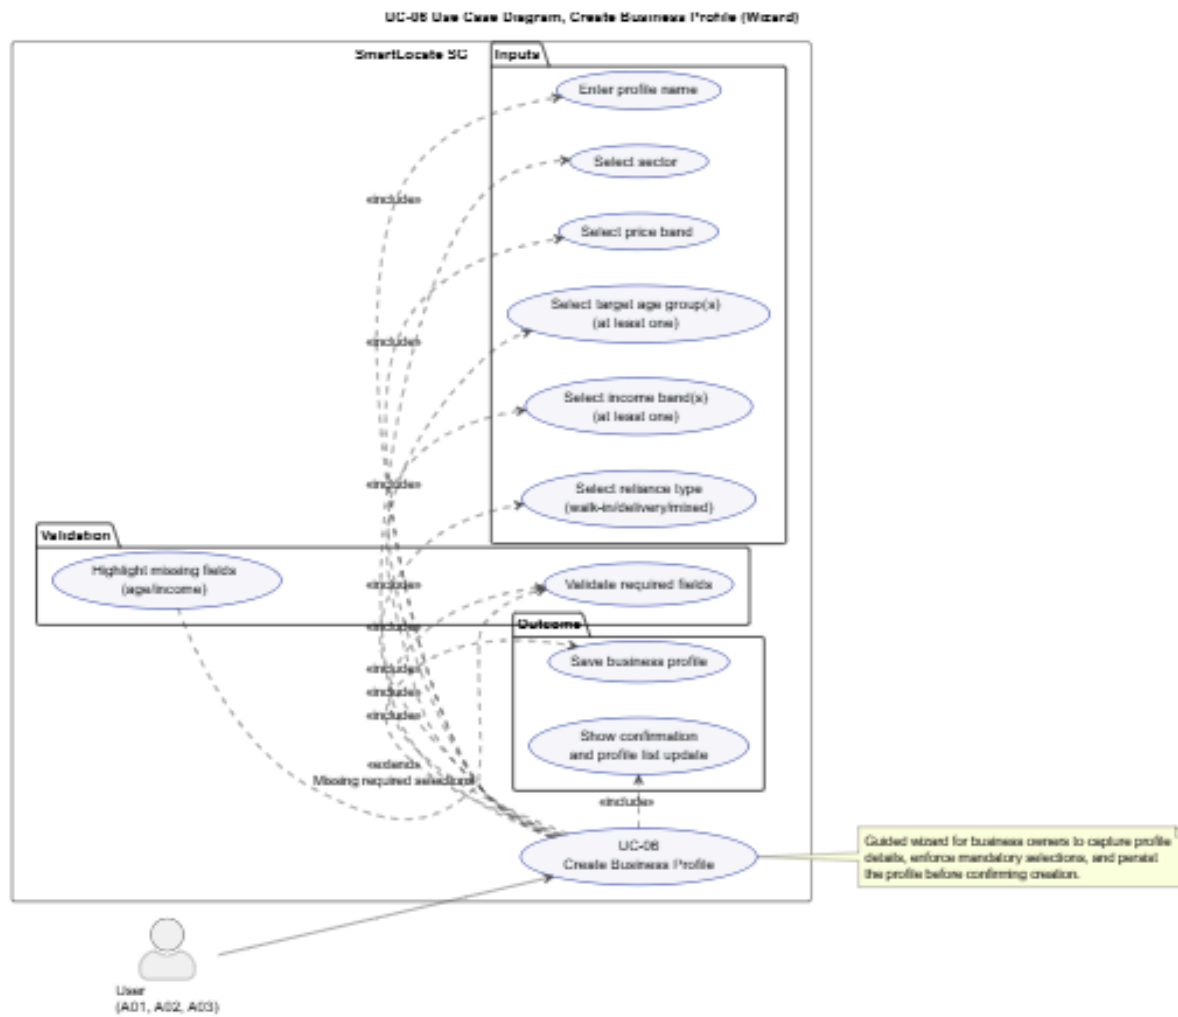 UC-06 Use Case Diagram, Create Business Profile (Wizard)
SmartLocate SG
Inputs
Enter profile name
Select sector
«include»
Select price band
Select target age group(s)
(at least one)
«include»
Select income band(s)
(at least one)
«include»
Select reliance type
(walk-in/delivery/mixed)
Validation
Highlight missing fields
(age/income)
«include»
Validate required fields
«include»
Outcome
Save business profile
«include»
«include»
«include»
Show confirmation
and profile list update
«extend»
Missing required selections
«include»
UC-06
Create Business Profile
Guided wizard for business owners to capture profile
details, enforce mandatory selections, and persist
the profile before confirming creation.
User
(A01, A02, A03)